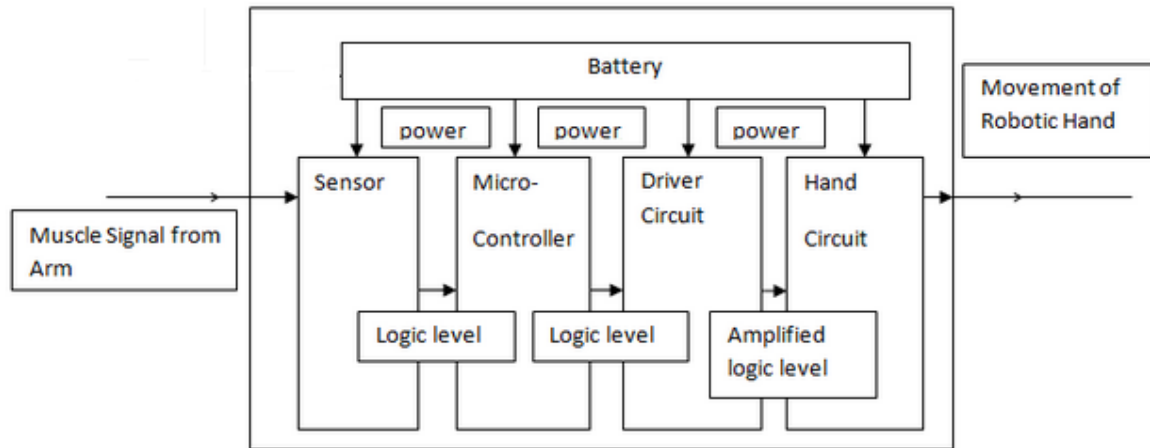 Battery
power
power
power
Movement of
Robotic Hand
Sensor
Micro-
Controller
Driver
Circuit
Hand
Circuit
Muscle Signal from
Arm
Logic level
Logic level
Amplified
logic level